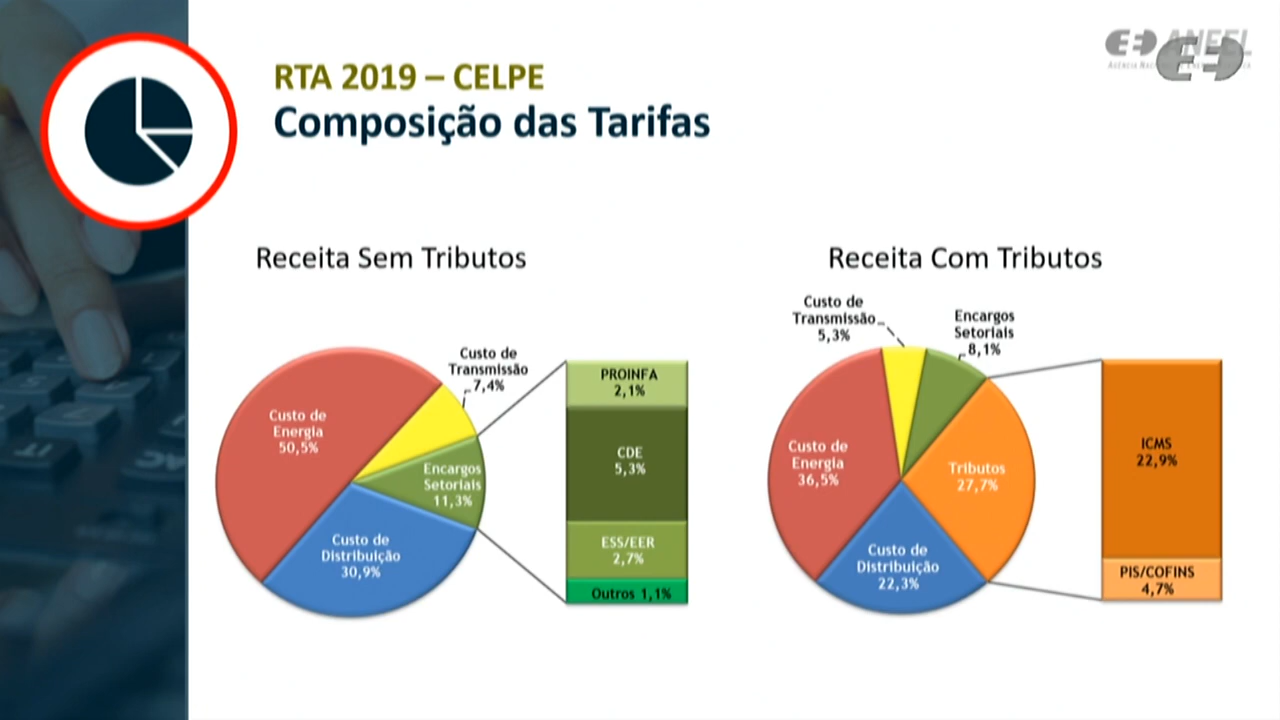 RTA 2019 – CELPE
Composição das Tarifas
ANEEL
Receita Sem Tributos
Custo de
Energia
50,5%
Custo de
Transmissão
7,4%
Encargos
Setoriais
11,3%
Custo de
Distribuição
30,9%
PROINFA
2,1%
CDE
5,3%
ESS/EER
2,7%
Outros 1,1%
Receita Com Tributos
Custo de
Transmissão
5,3%
Encargos
Setoriais
8,1%
Custo de
Energia
36,5%
Tributos
27,7%
Custo de
Distribuição
22,3%
ICMS
22,9%
PIS/COFINS
4,7%